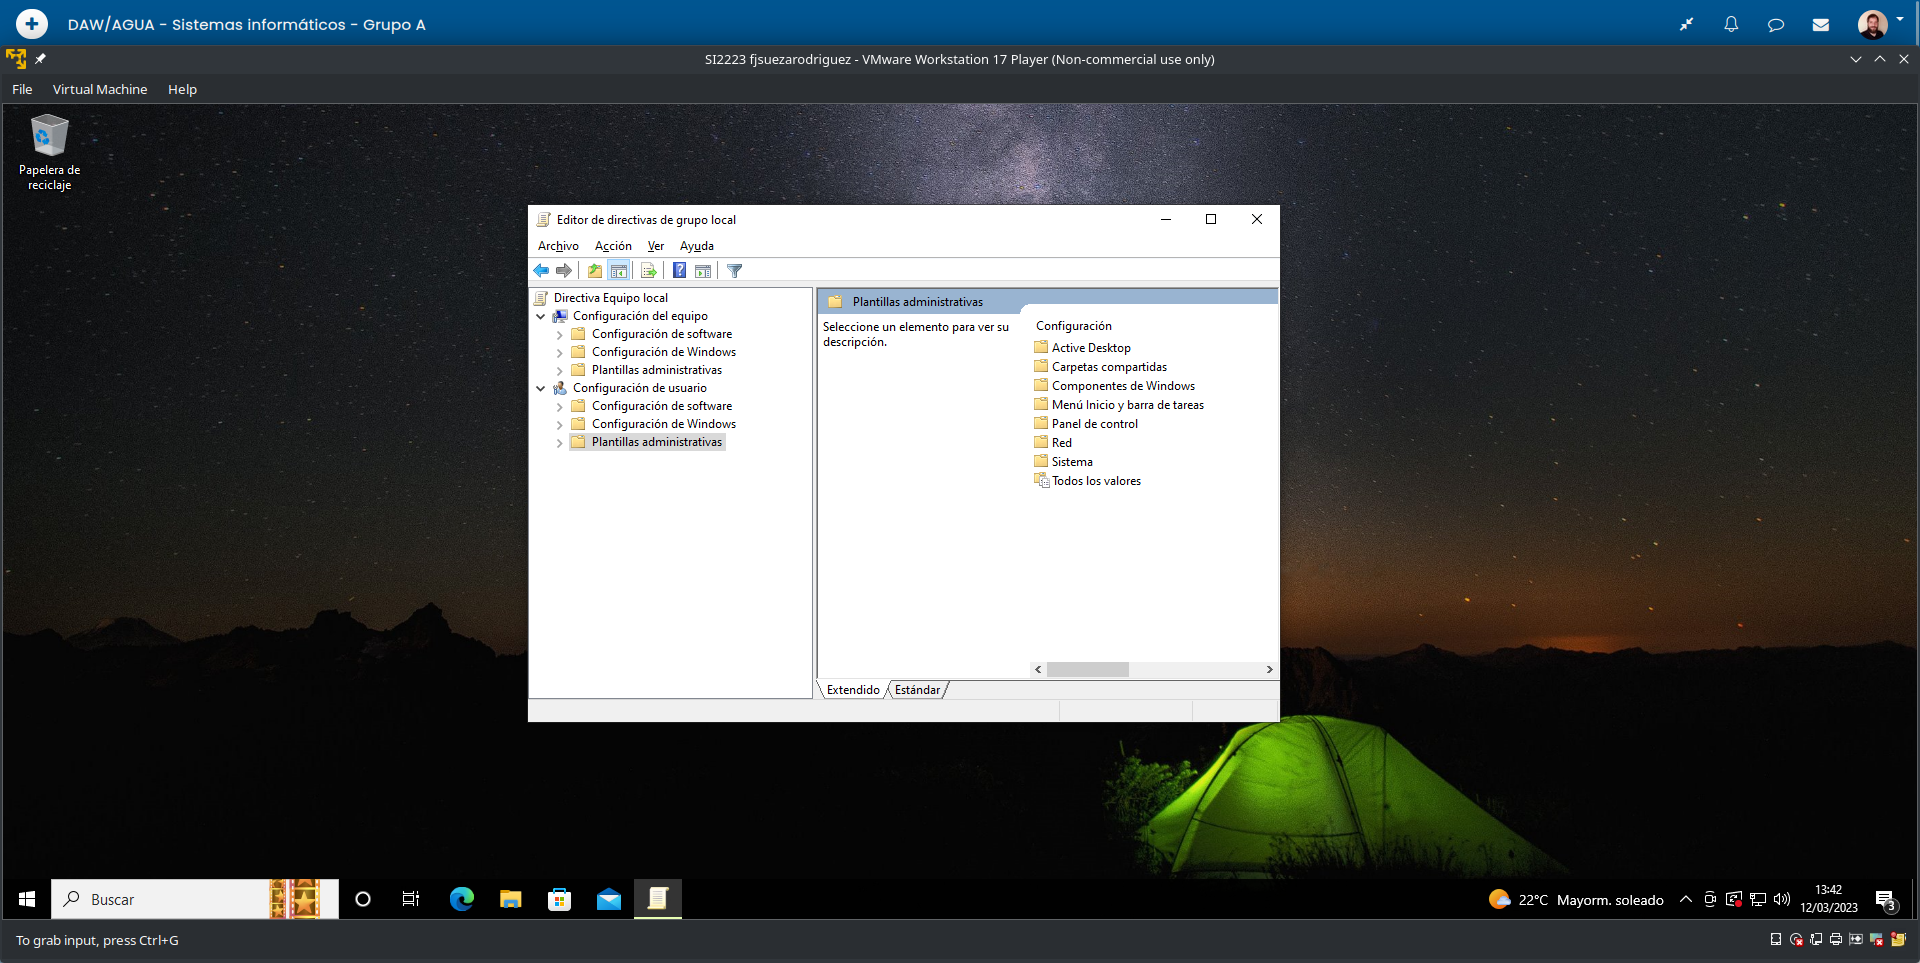 DAW/AGUA - Sistemas informáticos - Grupo A
SI2223 fjsuezarodriguez - VMware Workstation 17 Player (Non-commercial use only)
File Virtual Machine Help
Papelera de
reciclaje
Editor de directivas de grupo local
Archivo Acción Ver Ayuda
Directiva Equipo local
Configuración del equipo
Configuración de software
Configuración de Windows
Plantillas administrativas
Configuración de usuario
Configuración de software
Configuración de Windows
Plantillas administrativas
Plantillas administrativas
Seleccione un elemento para ver su
descripción.
Configuración
Active Desktop
Carpetas compartidas
Componentes de Windows
Menú Inicio y barra de tareas
Panel de control
Red
Sistema
Todos los valores
Extendido Estándar
Buscar
22°C Mayorm. soleado
13:42
12/03/2023
3
To grab input, press Ctrl+G